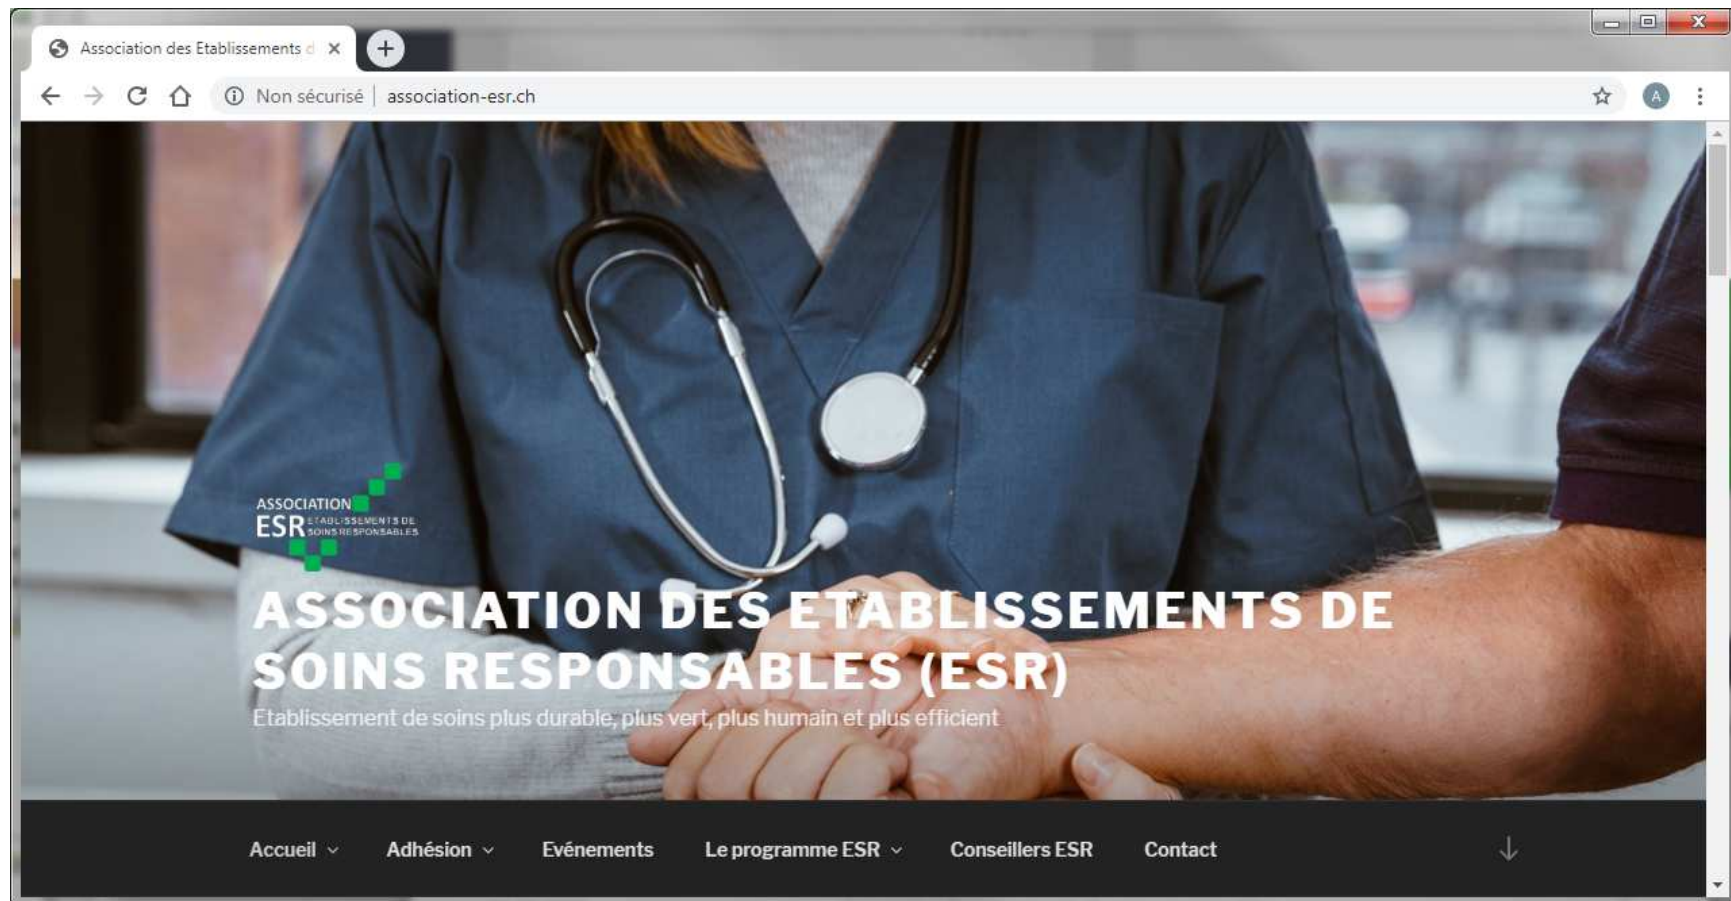 Association des Etablissements d
Non sécurisé | association-esr.ch
A
ASSOCIATION
ESR ETABLISSEMENTS DE
SOINS RESPONSABLES
ASSOCIATION DES ETABLISSEMENTS DE
SOINS RESPONSABLES (ESR)
Etablissement de soins plus durable, plus vert, plus humain et plus efficient
Accueil Adhésion Evénements Le programme ESR Conseillers ESR Contact